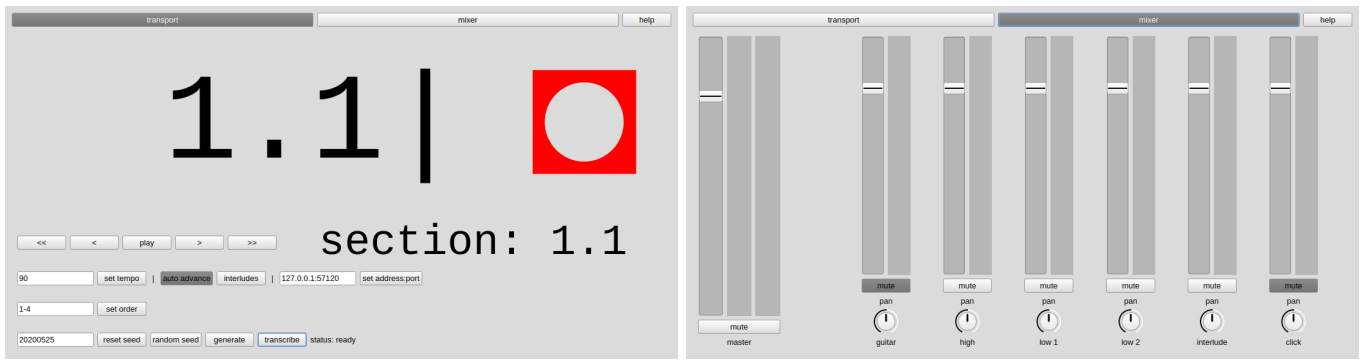 transport mixer help
1.1|
section: 1.1
<< < play > >>
90 set tempo | auto advance interludes | 127.0.0.1:57120 set address:port
1-4 set order
20200525 reset seed random seed generate transcribe status: ready
transport mixer help
mute mute mute mute mute mute
pan pan pan pan pan pan
mute
master guitar high low 1 low 2 interlude click